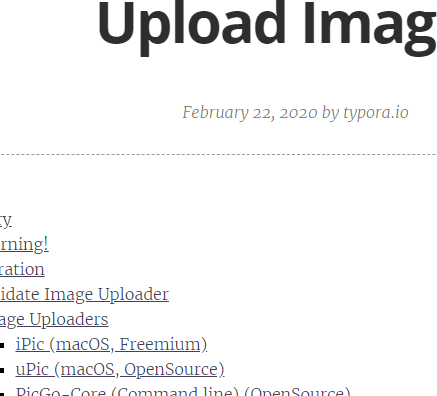 Upload Imag
February 22, 2020 by typora.io
ry
rning!
ration
idate Image Uploader
age Uploaders
iPic (macOS, Freemium)
uPic (macOS, OpenSource)
PicGo-Core (Command line) (OpenSource)